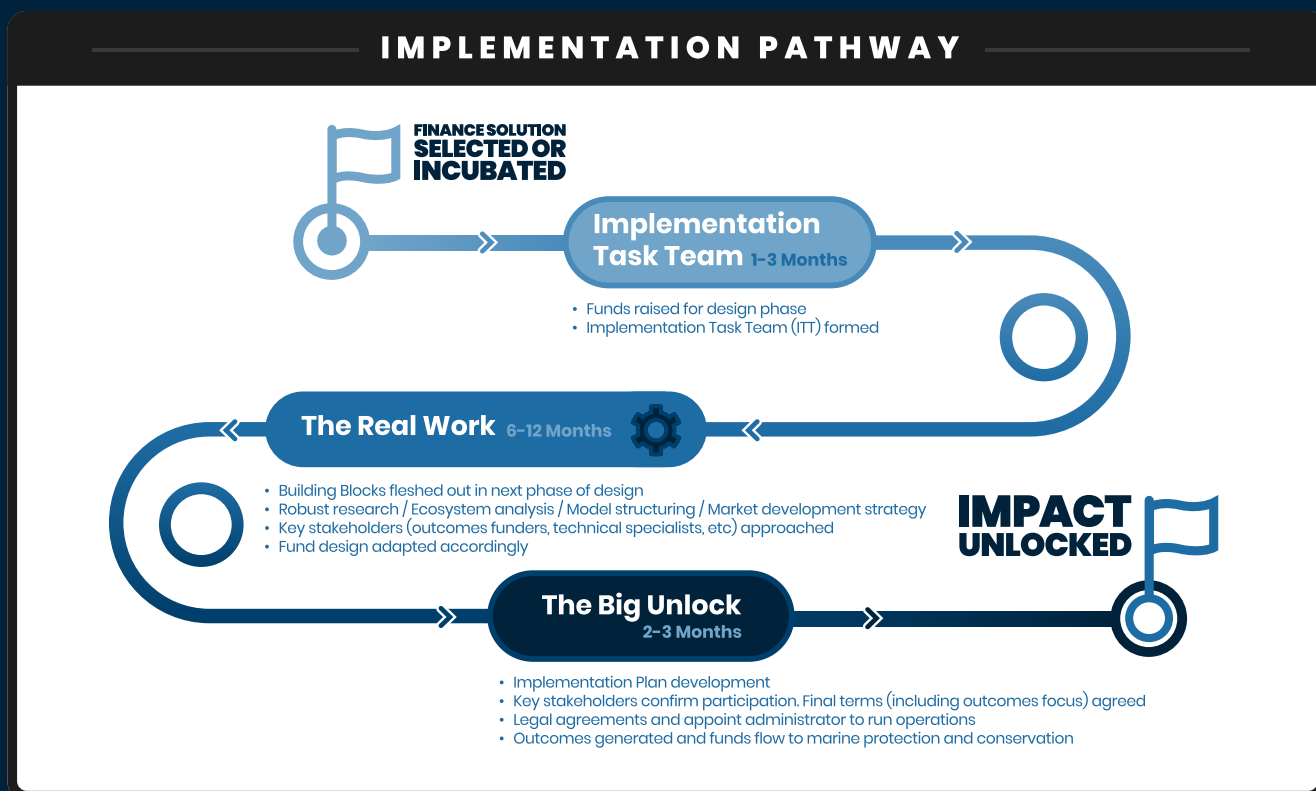 IMPLEMENTATION PATHWAY
FINANCE SOLUTION
SELECTED OR
INCUBATED
Implementation
Task Team 1-3 Months
• Funds raised for design phase
• Implementation Task Team (ITT) formed
The Real Work 6-12 Months
• Building Blocks fleshed out in next phase of design
• Robust research / Ecosystem analysis / Model structuring / Market development strategy
• Key stakeholders (outcomes funders, technical specialists, etc) approached
• Fund design adapted accordingly
IMPACT
UNLOCKED
The Big Unlock
2-3 Months
• Implementation Plan development
• Key stakeholders confirm participation. Final terms (including outcomes focus) agreed
• Legal agreements and appoint administrator to run operations
• Outcomes generated and funds flow to marine protection and conservation